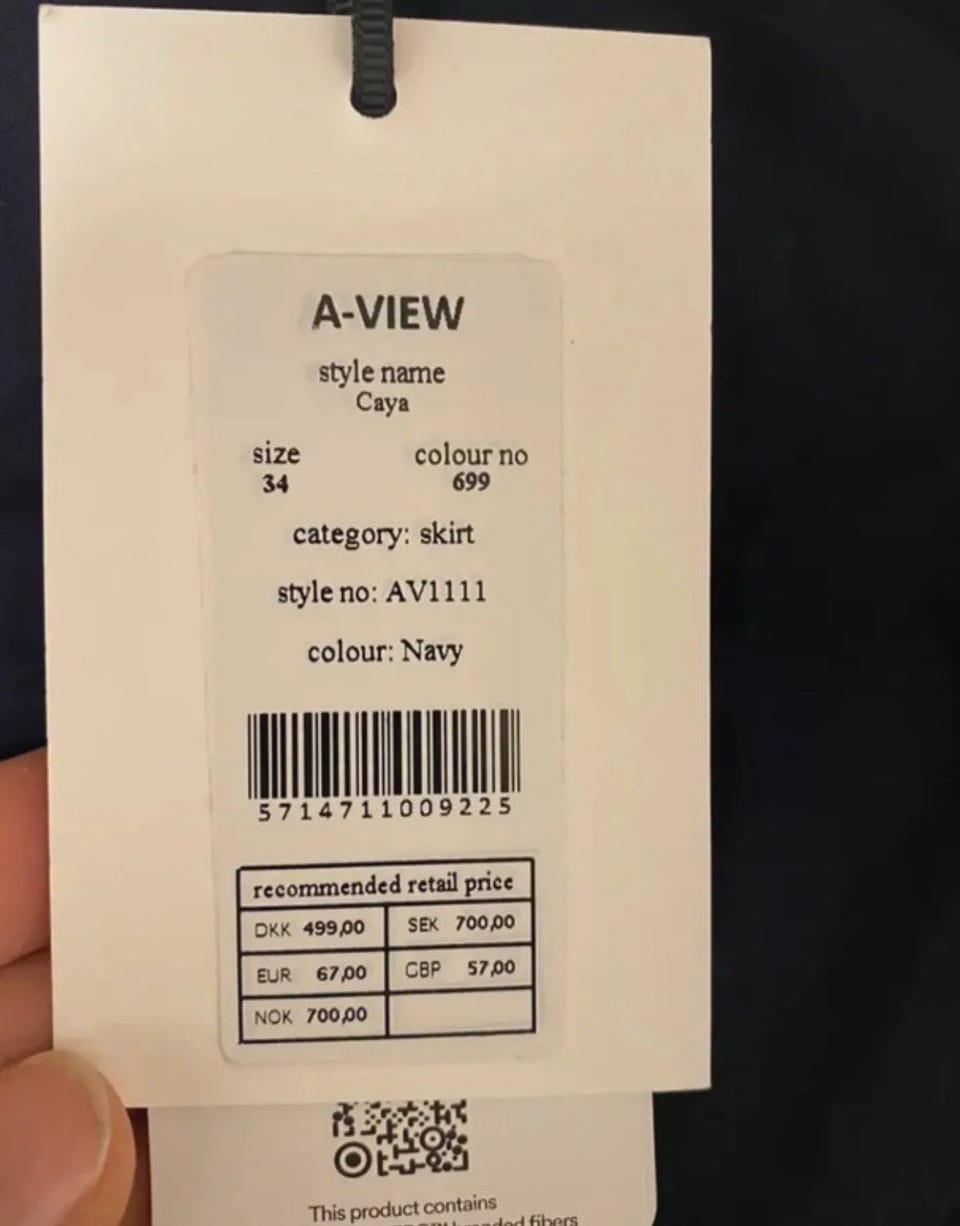 A-VIEW
style name
Caya
size colour no
34 699
category: skirt
style no: AV1111
colour: Navy
5714711009225
recommended retail price
DKK 499,00 SEK 700,00
EUR 67,00 GBP 57,00
NOK 700,00
This product contains
branded fibers